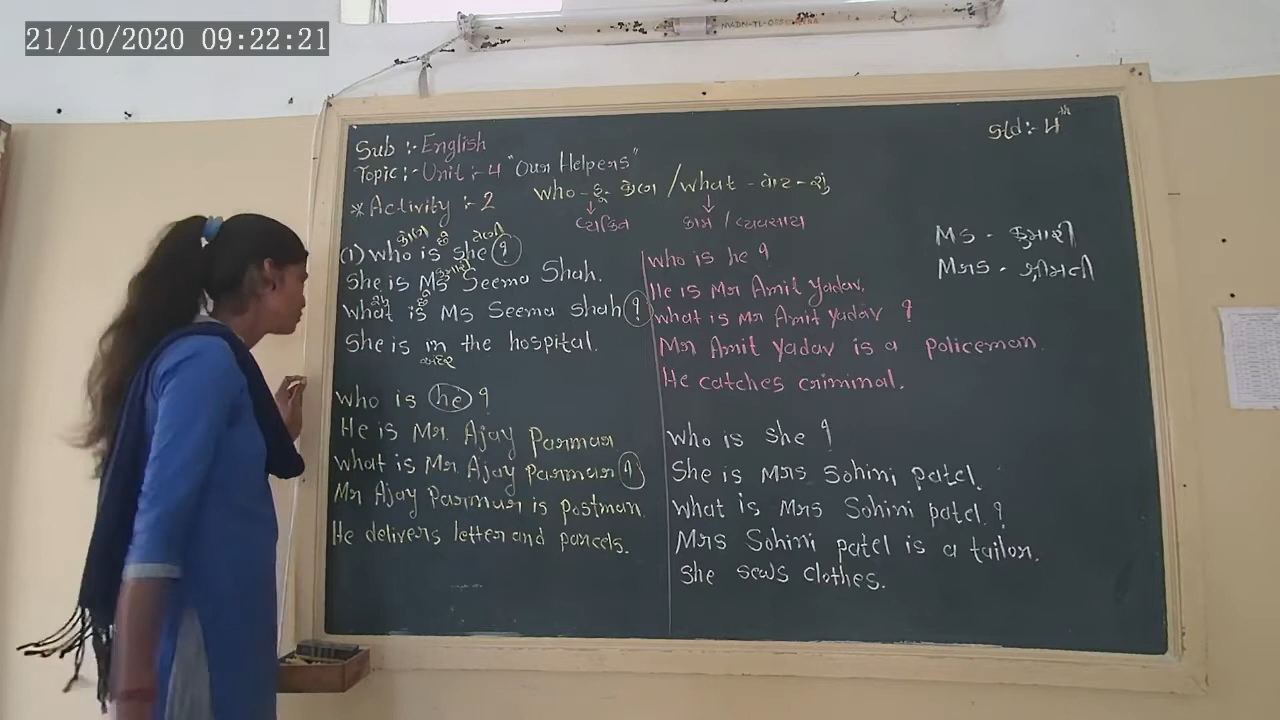 21/10/2020 09:22:21
Std :- 4th
Sub :- English
Topic :- Unit :- 4 "Our Helpers"
who - હૂ - કોણ / what - વોટ - શું
* Activity :- 2
વ્યકિત કામ / વ્યવસાય
કોણ છે તેણી
(1) who is she ?
કુમારી
She is Ms Seema Shah.
શું છે
what is Ms Seema Shah ?
She is in the hospital.
અંદર
who is he ?
He is Mr. Ajay Parmar
what is Mr Ajay Parmar ?
Mr Ajay Parmar is postman.
He delivers letter and parcels.
who is he ?
He is Mr Amit Yadav.
what is Mr Amit Yadav ?
Mr Amit Yadav is a policeman.
He catches criminal.
Who is she ?
She is Mrs Sohini patel.
What is Mrs Sohini patel. ?
Mrs Sohini patel is a tailor.
She sews clothes.
Ms - કુમારી
Mrs - શ્રીમતી